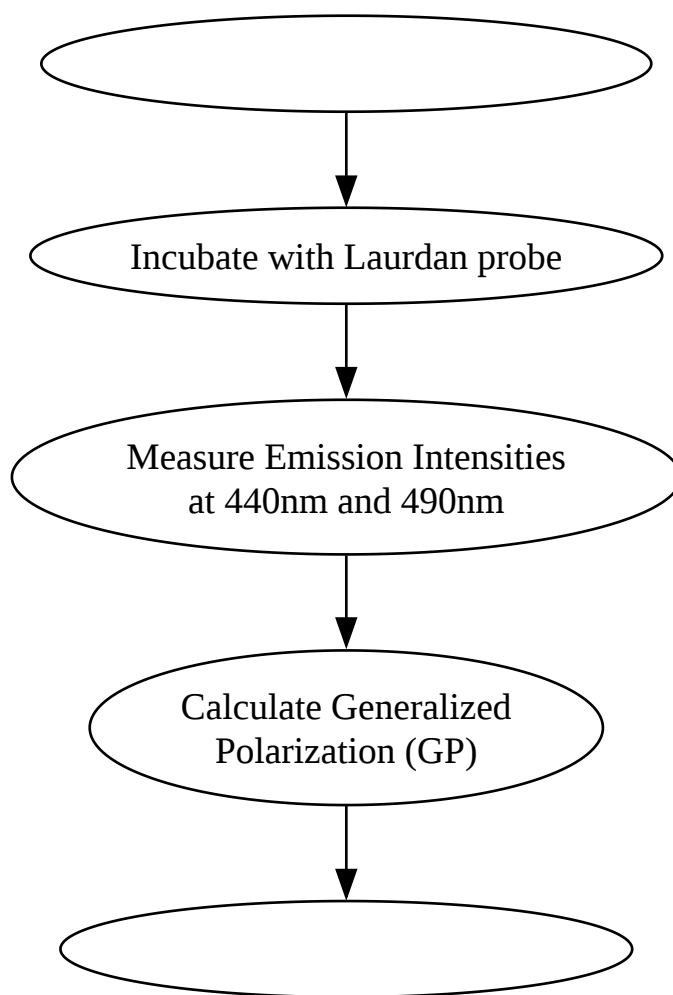 Incubate with Laurdan probe
Measure Emission Intensities
at 440nm and 490nm
Calculate Generalized
Polarization (GP)